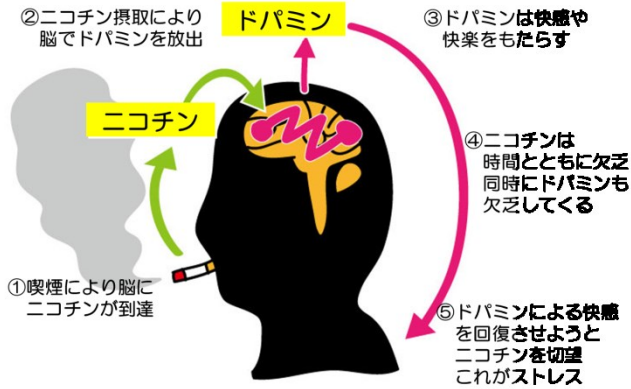 ①喫煙により脳に
ニコチンが到達
ニコチン
②ニコチン摂取により
脳でドパミンを放出
ドパミン
③ドパミンは快感や
快楽をもたらす
④ニコチンは
時間とともに欠乏
同時にドパミンも
欠乏してくる
⑤ドパミンによる快感
を回復させようと
ニコチンを切望
これがストレス